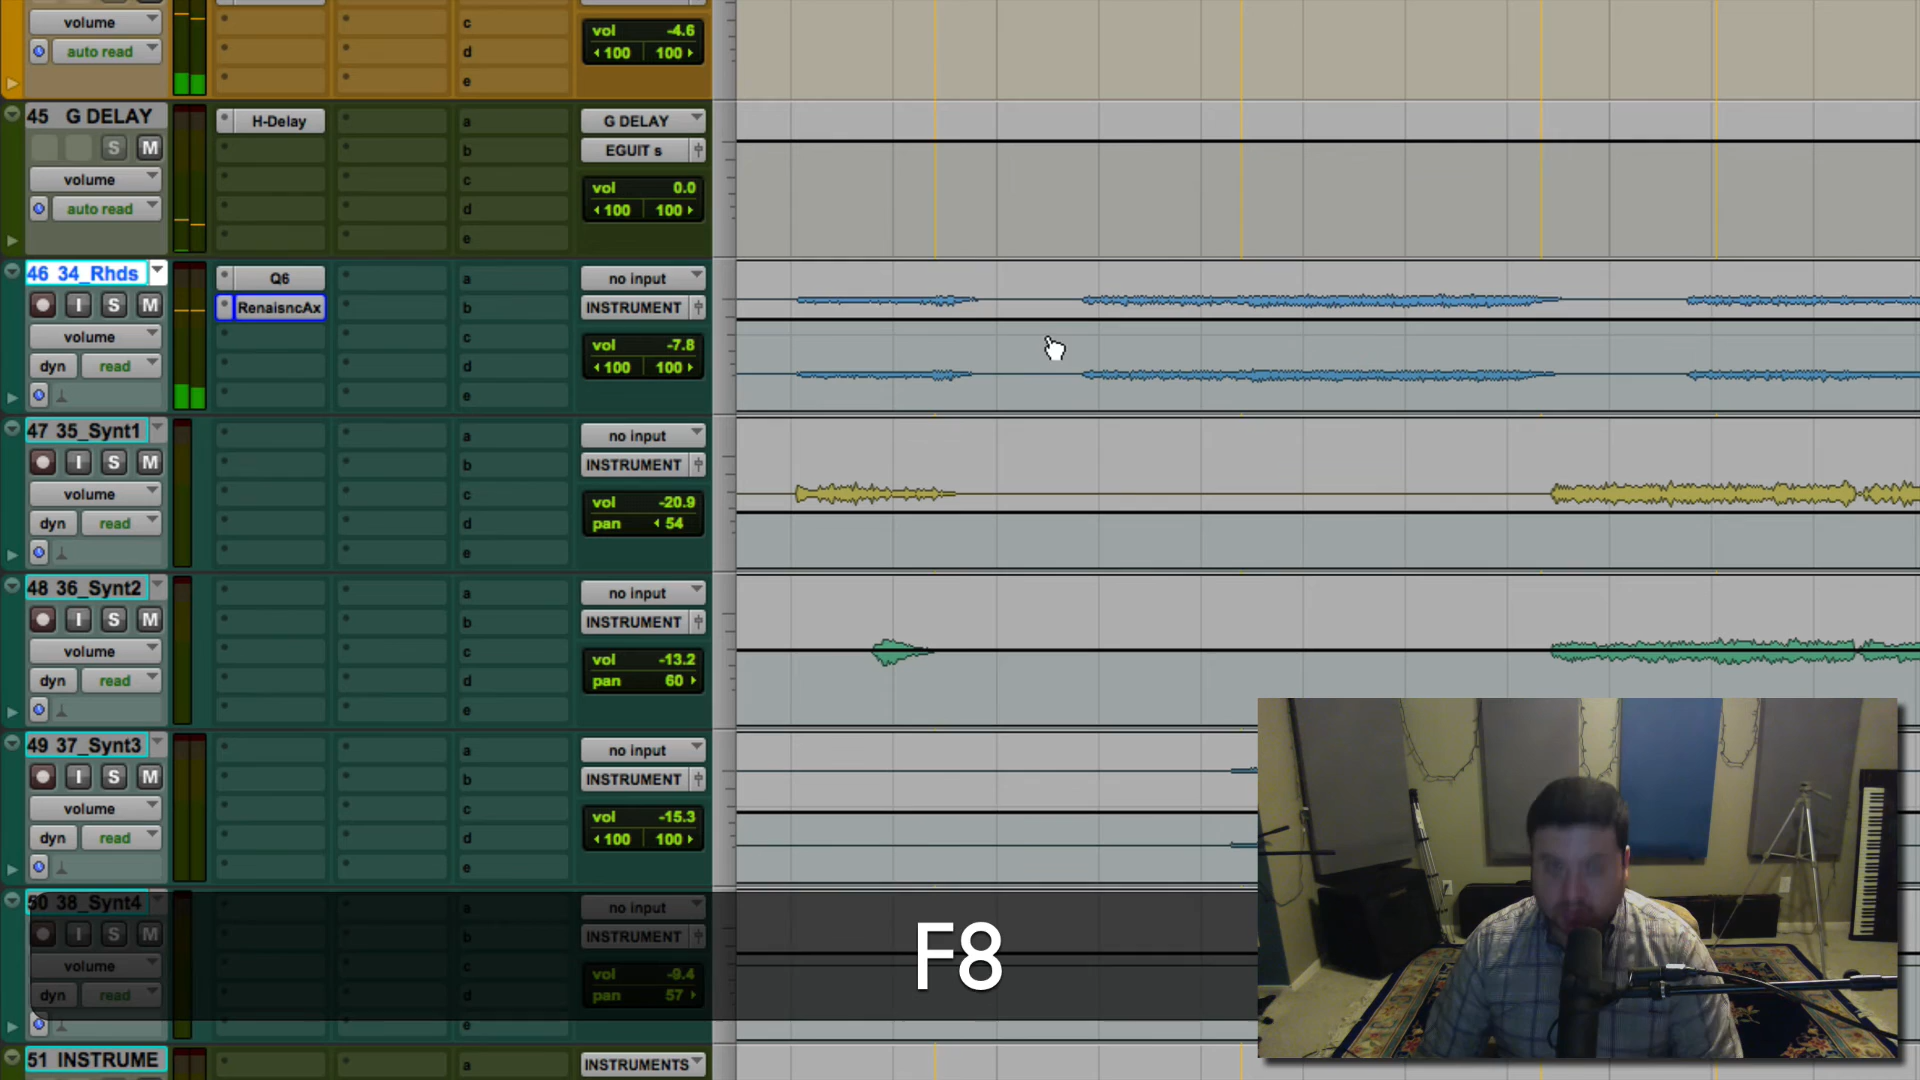 volume
c
vol -4.6
auto read
d
100 100
e
45 G DELAY
H-Delay
a
G DELAY
S M
b
EGUIT s
volume
c
vol 0.0
auto read
d
100 100
e
46 34_Rhds
Q6
a
no input
I S M
RenaisncAx
b
INSTRUMENT
volume
c
vol -7.8
dyn read
d
100 100
e
47 35_Synt1
a
no input
I S M
b
INSTRUMENT
volume
c
vol -20.9
dyn read
d
pan 54
e
48 36_Synt2
a
no input
I S M
b
INSTRUMENT
volume
c
vol -13.2
dyn read
d
pan 60
e
49 37_Synt3
a
no input
I S M
b
INSTRUMENT
volume
c
vol -15.3
dyn read
d
100 100
e
50 38_Synt4
a
no input
I S M
b
INSTRUMENT
volume
c
vol -9.4
dyn read
d
pan 57
e
F8
51 INSTRUME
a
INSTRUMENTS